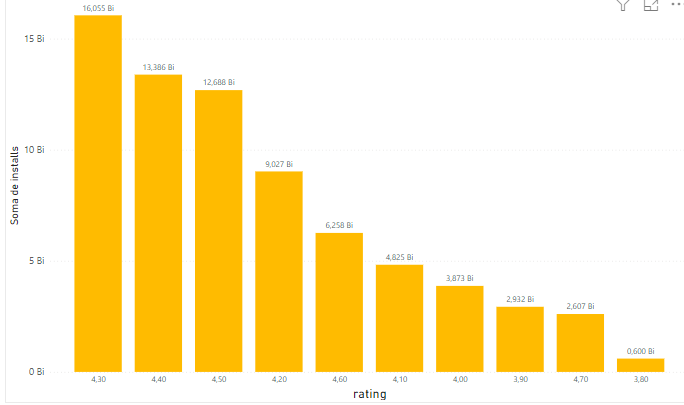 16,055 Bi
15 Bi
13,386 Bi
12,688 Bi
10 Bi
9,027 Bi
6,258 Bi
5 Bi
4,825 Bi
3,873 Bi
2,932 Bi
2,607 Bi
0,600 Bi
0 Bi
Soma de installs
4,30 4,40 4,50 4,20 4,60 4,10 4,00 3,90 4,70 3,80
rating